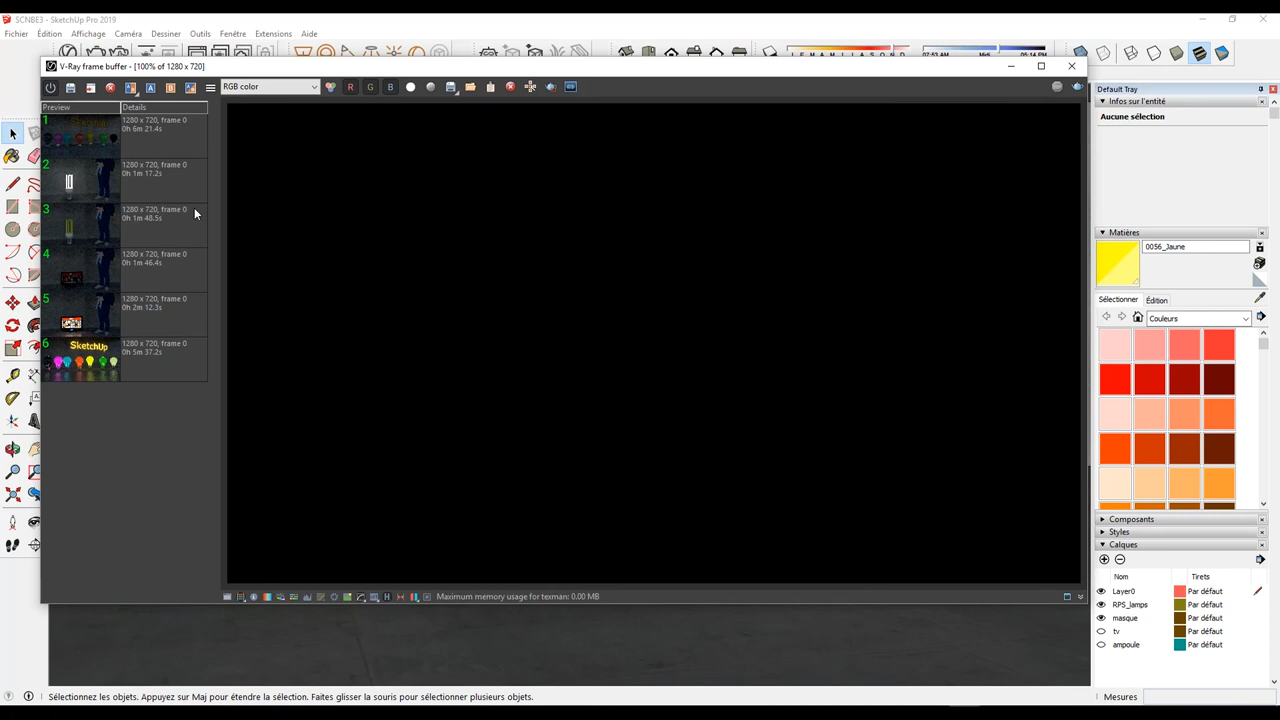 SCNBE3 - SketchUp Pro 2019
Fichier Édition Affichage Caméra Dessiner Outils Fenêtre Extensions Aide
J F M A M J J A S O N D 07:53 AM Midi 05:14 PM
V-Ray frame buffer - [100% of 1280 x 720]
RGB color
R G B
Preview Details
1 1280 x 720, frame 0
0h 6m 21.4s
2 1280 x 720, frame 0
0h 1m 17.2s
3 1280 x 720, frame 0
0h 1m 48.5s
4 1280 x 720, frame 0
0h 1m 46.4s
5 1280 x 720, frame 0
0h 2m 12.3s
6 1280 x 720, frame 0
0h 5m 37.2s
SketchUp
Maximum memory usage for texman: 0.00 MB
Default Tray
Infos sur l'entité
Aucune sélection
Matières
0056_Jaune
Sélectionner Édition
Couleurs
Composants
Styles
Calques
Nom Tirets
Layer0 Par défaut
RPS_lamps Par défaut
masque Par défaut
tv Par défaut
ampoule Par défaut
Sélectionnez les objets. Appuyez sur Maj pour étendre la sélection. Faites glisser la souris pour sélectionner plusieurs objets.
Mesures